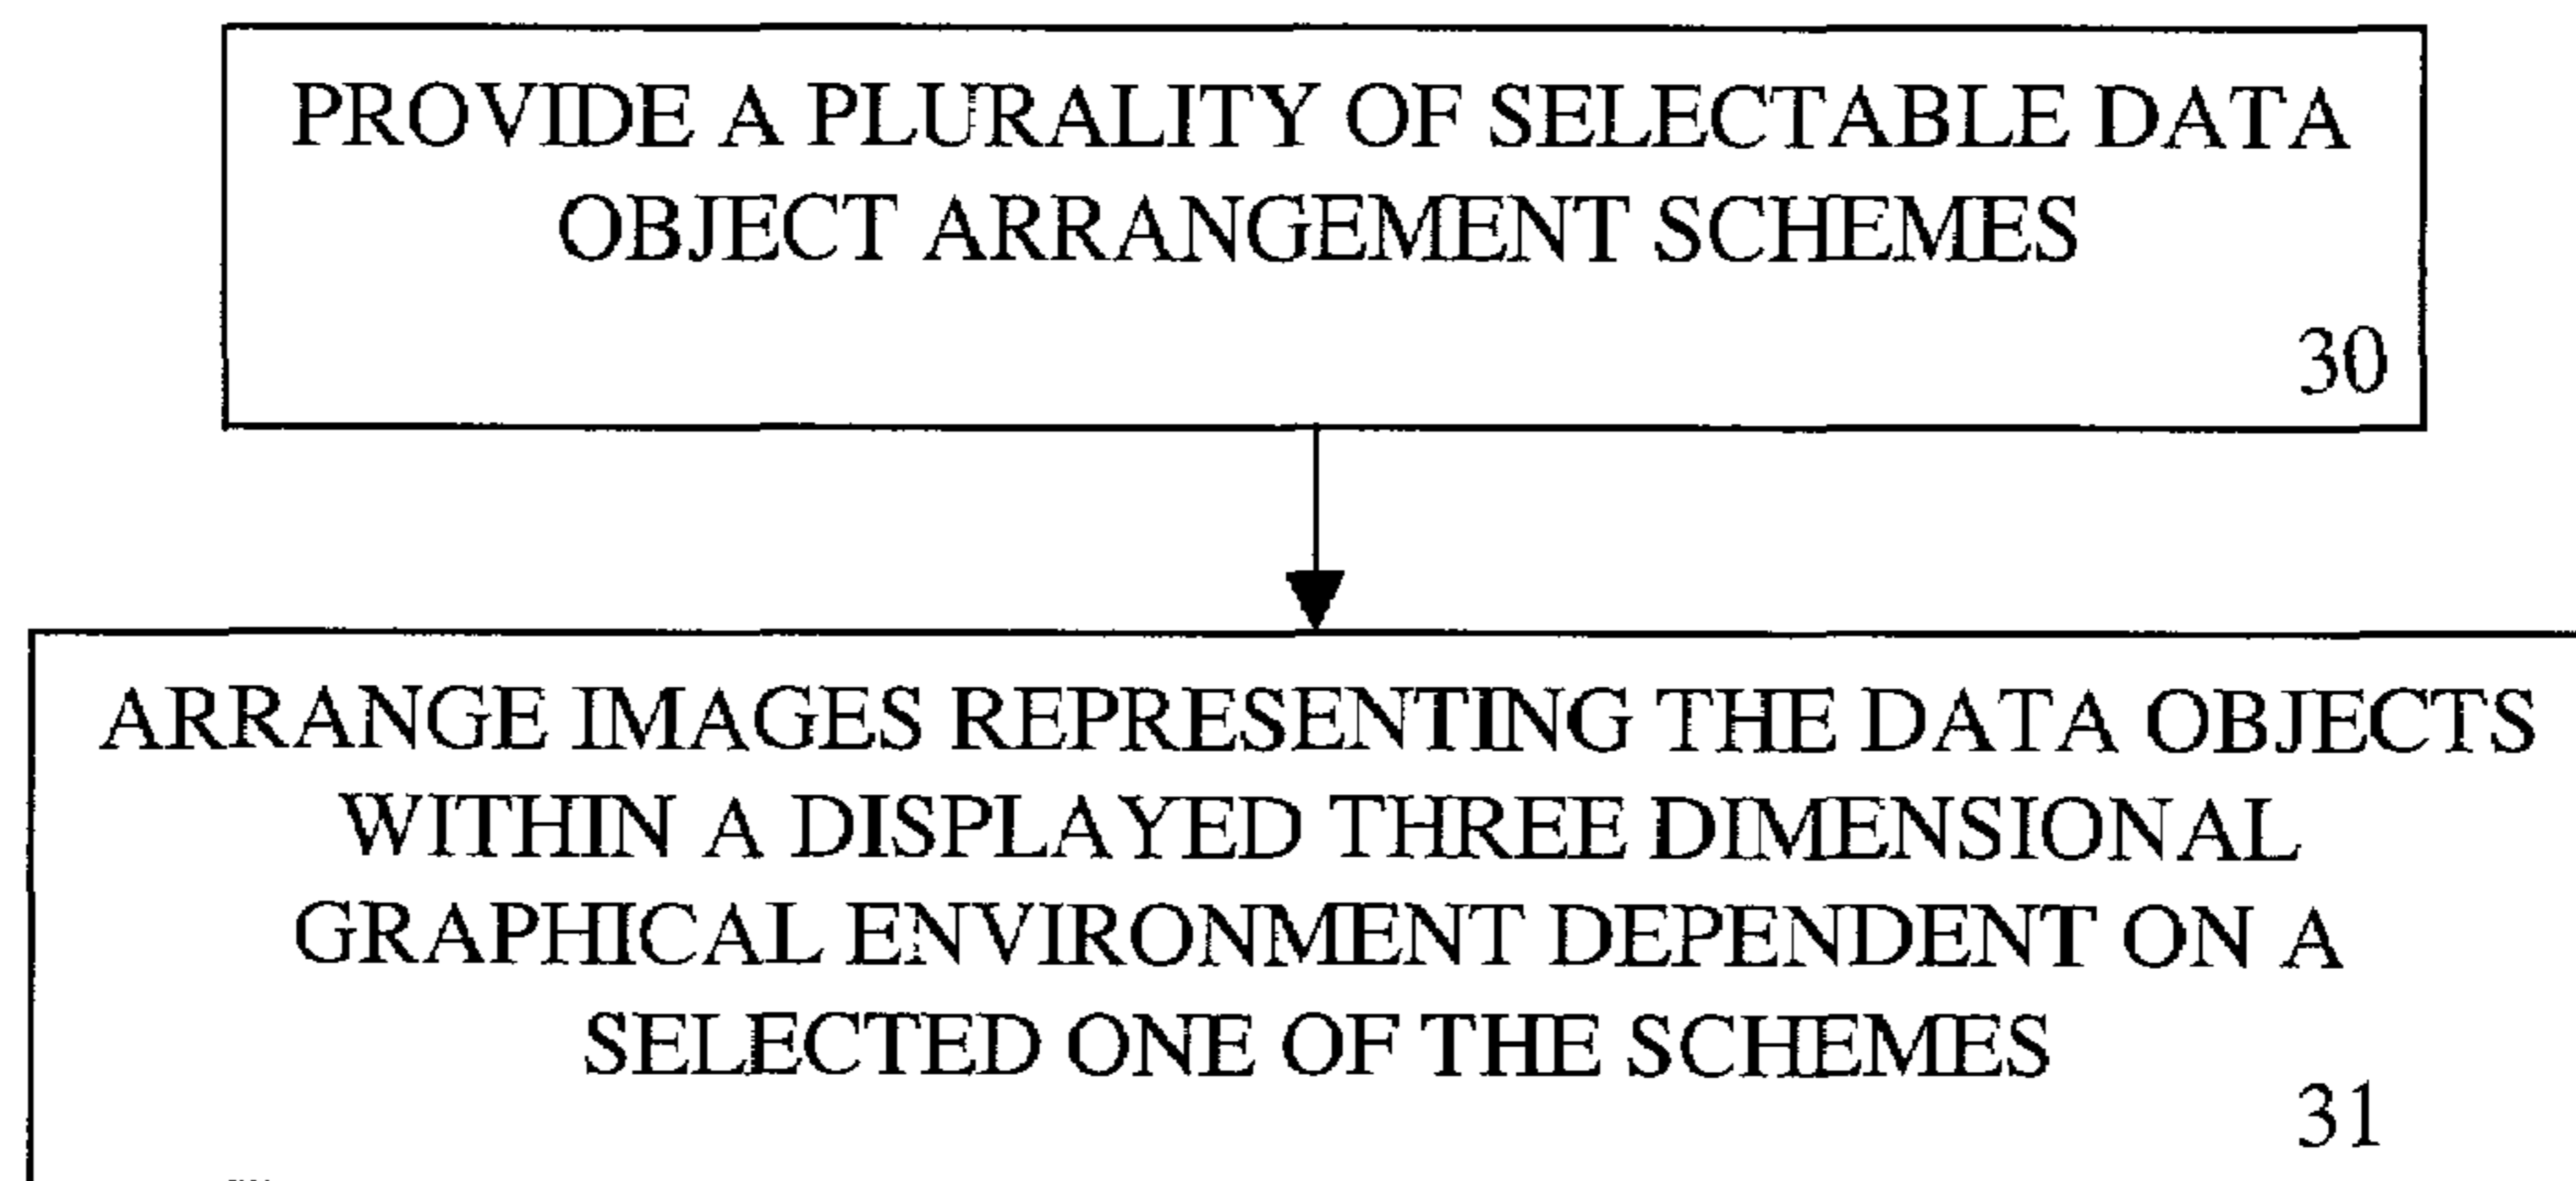 PROVIDE A PLURALITY OF SELECTABLE DATA
OBJECT ARRANGEMENT SCHEMES
30
ARRANGE IMAGES REPRESENTING THE DATA OBJECTS
WITHIN A DISPLAYED THREE DIMENSIONAL
GRAPHICAL ENVIRONMENT DEPENDENT ON A
SELECTED ONE OF THE SCHEMES
31